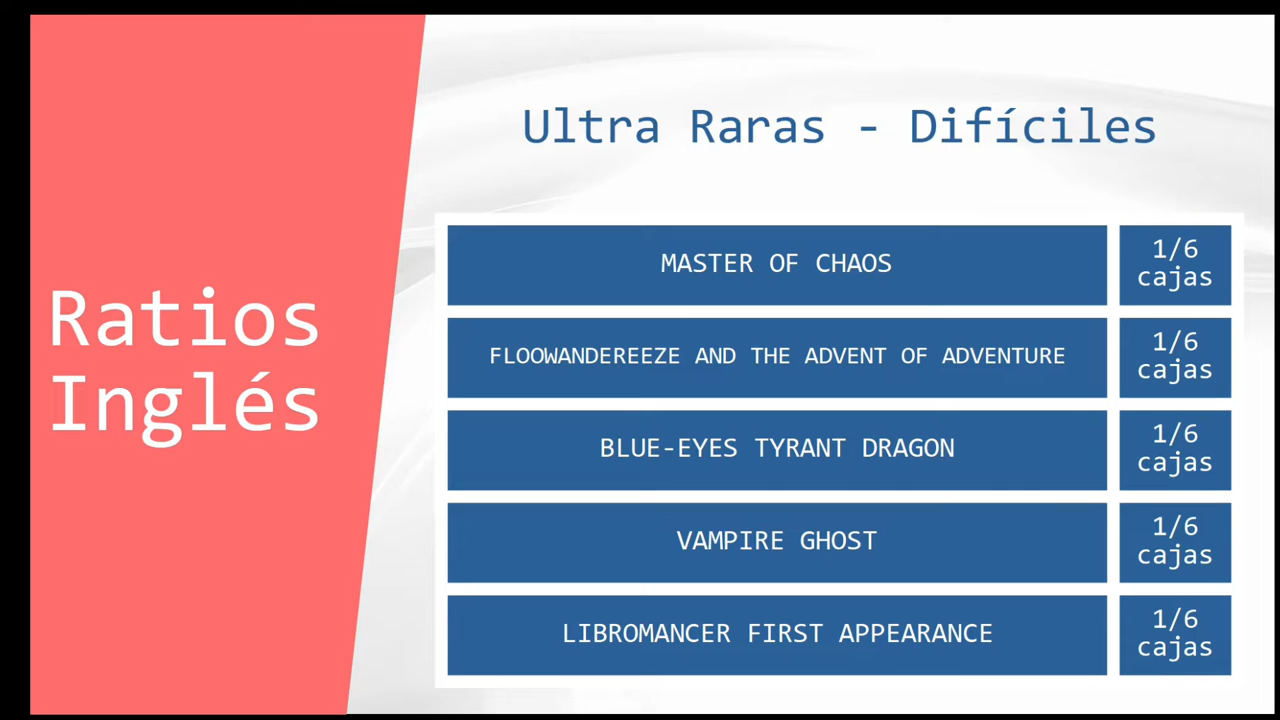 Ratios
Inglés
Ultra Raras - Difíciles
MASTER OF CHAOS
1/6
cajas
FLOOWANDEREEZE AND THE ADVENT OF ADVENTURE
1/6
cajas
BLUE-EYES TYRANT DRAGON
1/6
cajas
VAMPIRE GHOST
1/6
cajas
LIBROMANCER FIRST APPEARANCE
1/6
cajas